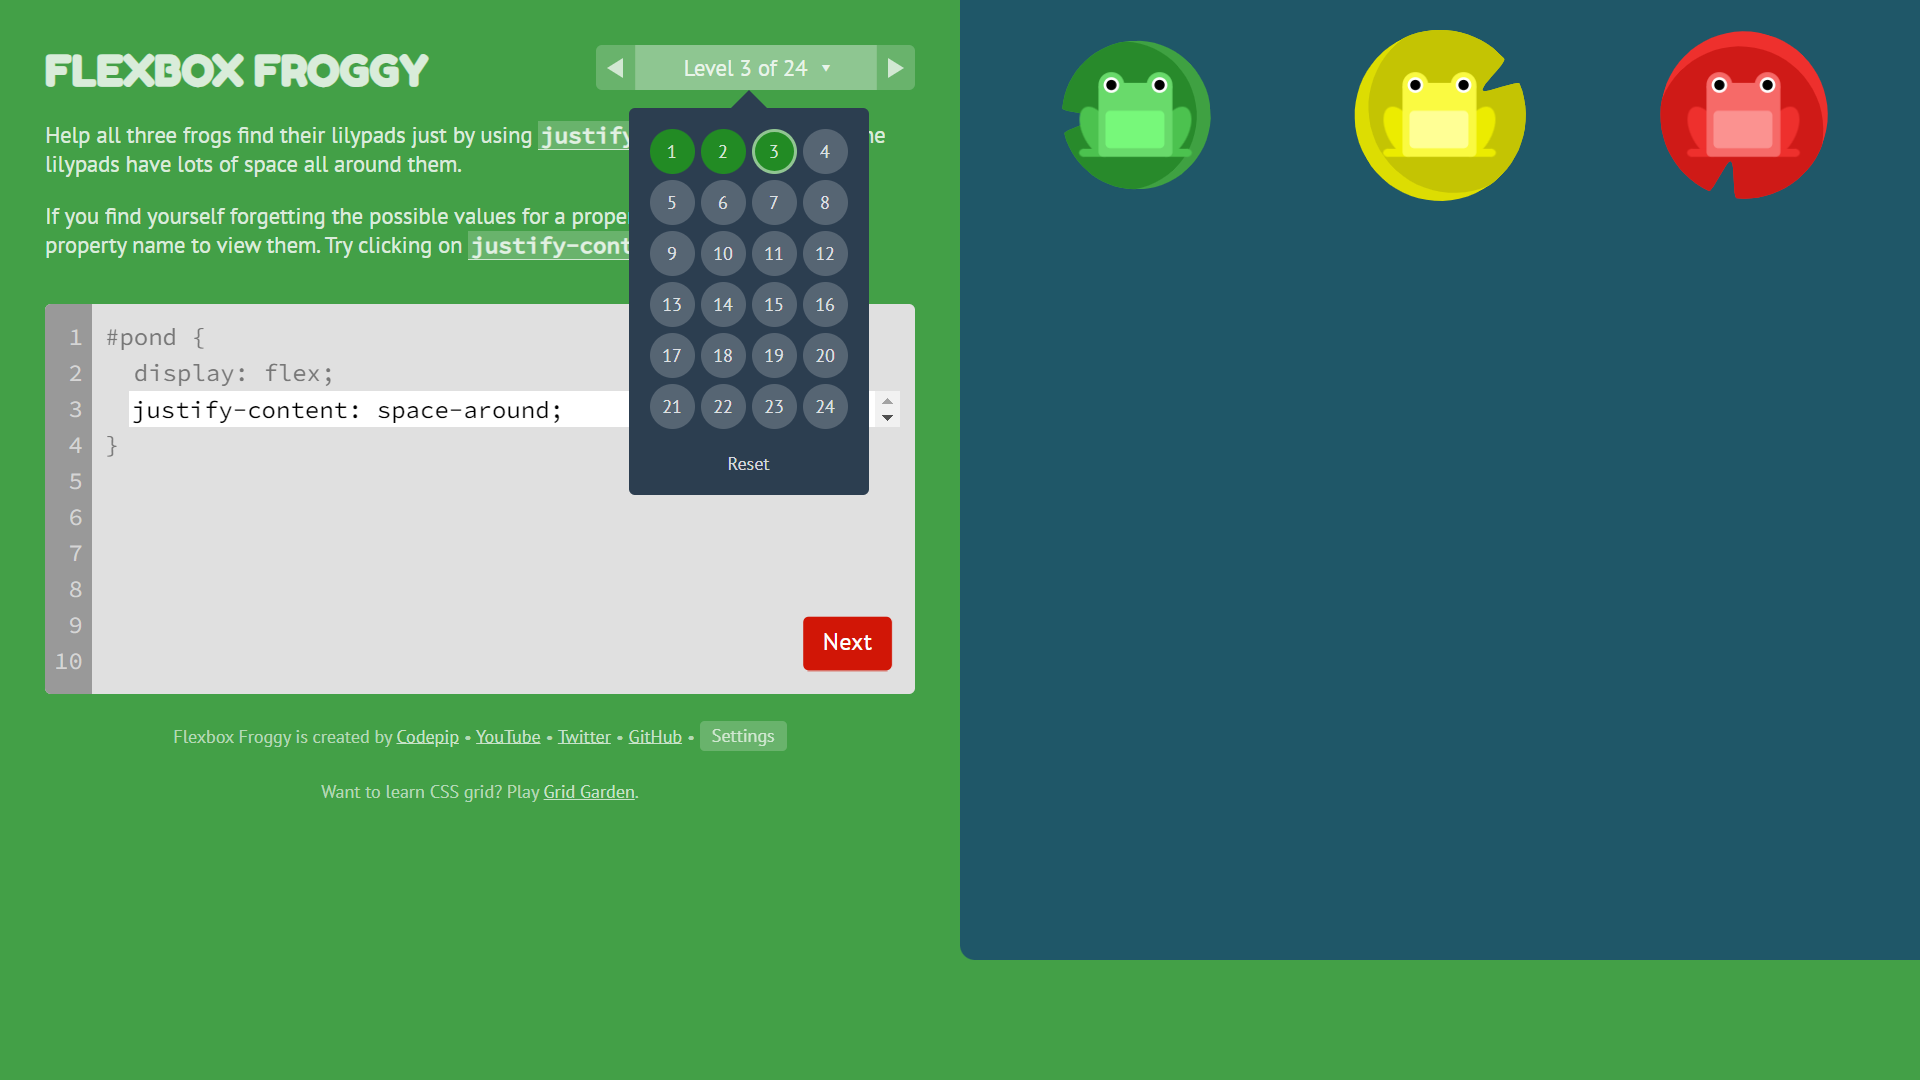 FLEXBOX FROGGY
Level 3 of 24
Help all three frogs find their lilypads just by using justify
lilypads have lots of space all around them.
If you find yourself forgetting the possible values for a
property name to view them. Try clicking on justify-cont
1 2 3 4
5 6 7 8
9 10 11 12
13 14 15 16
17 18 19 20
21 22 23 24
Reset
1 #pond {
2 display: flex;
3 justify-content: space-around;
4 }
5
6
7
8
9
10
Next
Flexbox Froggy is created by Codepip • YouTube • Twitter • GitHub • Settings
Want to learn CSS grid? Play Grid Garden.